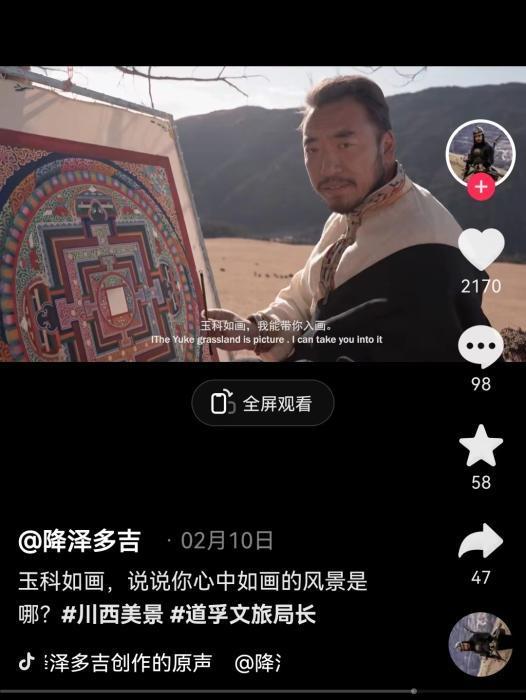 玉科如画，我能带你入画。
IThe Yuke grassland is picture . I can take you into it
2170
98
全屏观看
58
47
@降泽多吉 · 02月10日
玉科如画，说说你心中如画的风景是
哪？#川西美景 #道孚文旅局长
泽多吉创作的原声 @降